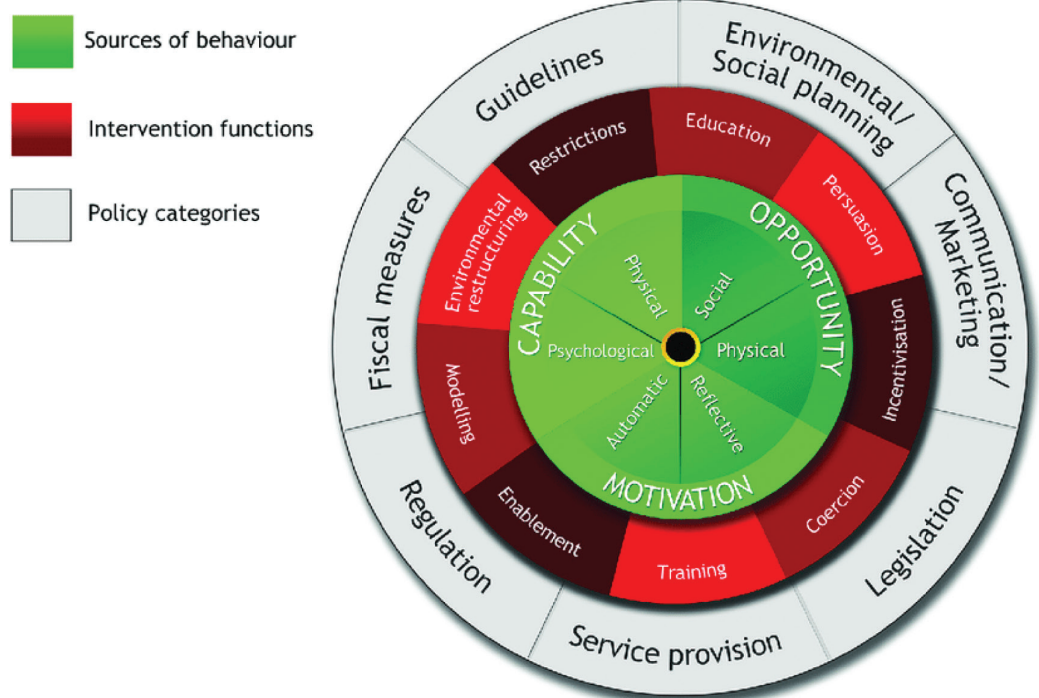 Sources of behaviour
Intervention functions
Policy categories
Guidelines
Environmental/
Social planning
Communication/
Marketing
Legislation
Service provision
Regulation
Fiscal measures
Restrictions
Education
Persuasion
Incentivisation
Coercion
Training
Enablement
Modelling
Environmental
restructuring
CAPABILITY
OPPORTUNITY
MOTIVATION
Physical
Social
Physical
Reflective
Automatic
Psychological